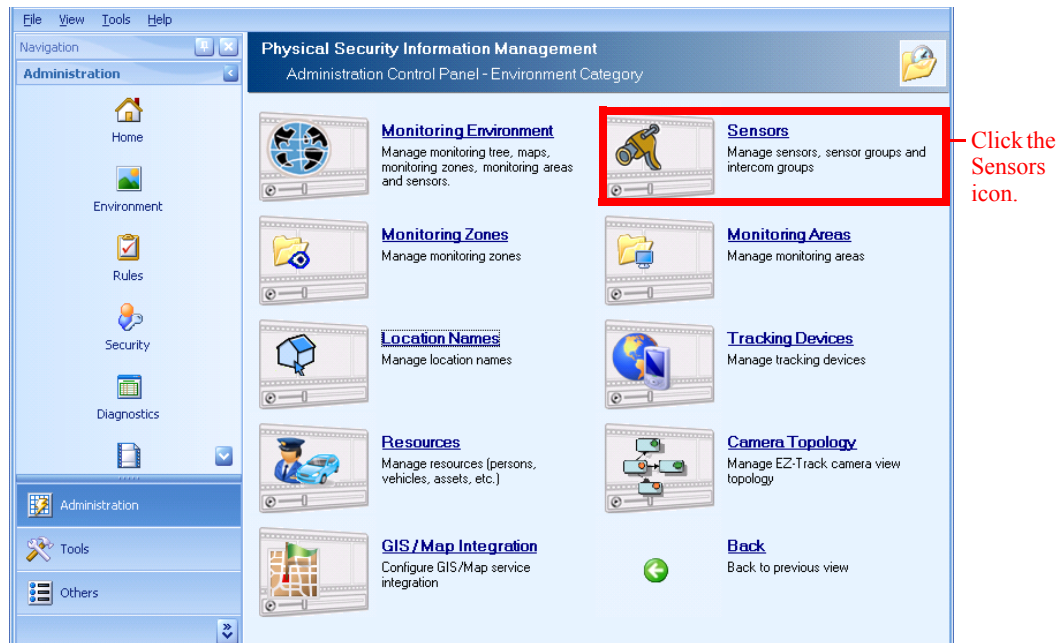 File View Tools Help
Navigation
Administration
Home
Environment
Rules
Security
Diagnostics
Administration
Tools
Others
Physical Security Information Management
Administration Control Panel - Environment Category
Monitoring Environment
Manage monitoring tree, maps,
monitoring zones, monitoring areas
and sensors.
Sensors
Manage sensors, sensor groups and
intercom groups
Monitoring Zones
Manage monitoring zones
Monitoring Areas
Manage monitoring areas
Location Names
Manage location names
Tracking Devices
Manage tracking devices
Resources
Manage resources (persons,
vehicles, assets, etc.)
Camera Topology
Manage EZ-Track camera view
topology
GIS / Map Integration
Configure GIS/Map service
integration
Back
Back to previous view
Click the
Sensors
icon.